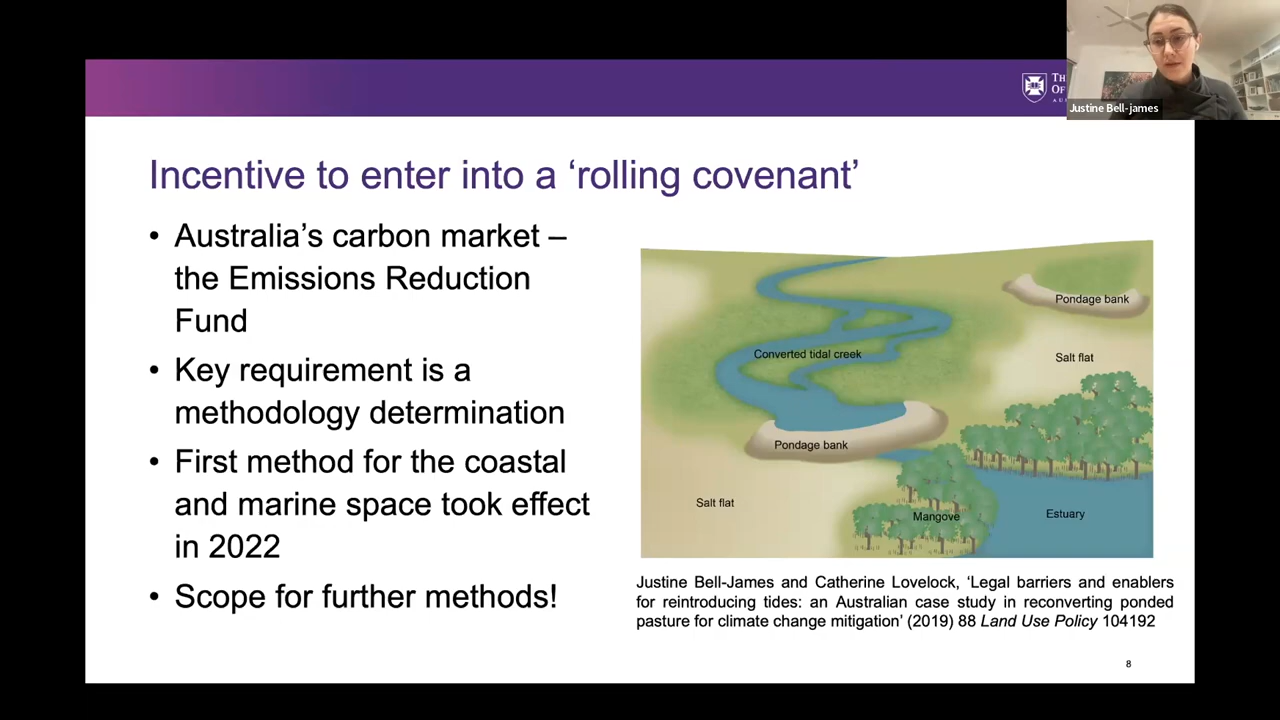 Th
Of
Au
Justine Bell-james
Incentive to enter into a ‘rolling covenant’
• Australia’s carbon market –
the Emissions Reduction
Fund
• Key requirement is a
methodology determination
• First method for the coastal
and marine space took effect
in 2022
• Scope for further methods!
Pondage bank
Converted tidal creek
Salt flat
Pondage bank
Salt flat
Mangove
Estuary
Justine Bell-James and Catherine Lovelock, ‘Legal barriers and enablers
for reintroducing tides: an Australian case study in reconverting ponded
pasture for climate change mitigation’ (2019) 88 Land Use Policy 104192
8